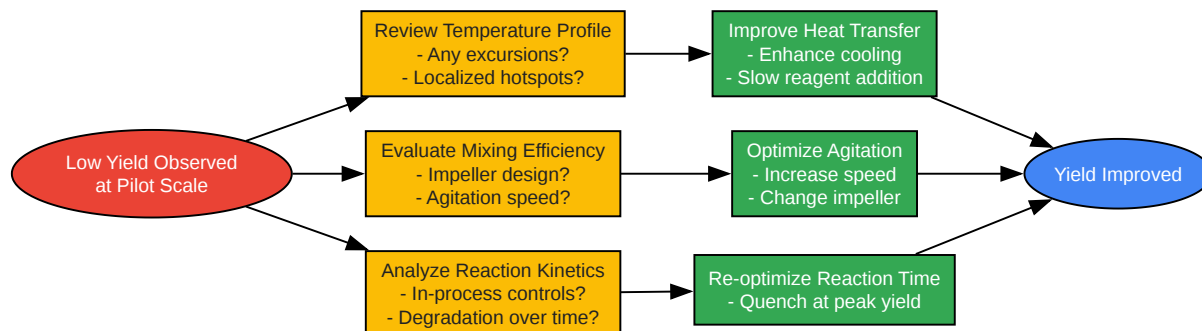 Low Yield Observed
at Pilot Scale
Review Temperature Profile
- Any excursions?
- Localized hotspots?
Improve Heat Transfer
- Enhance cooling
- Slow reagent addition
Evaluate Mixing Efficiency
- Impeller design?
- Agitation speed?
Optimize Agitation
- Increase speed
- Change impeller
Analyze Reaction Kinetics
- In-process controls?
- Degradation over time?
Re-optimize Reaction Time
- Quench at peak yield
Yield Improved